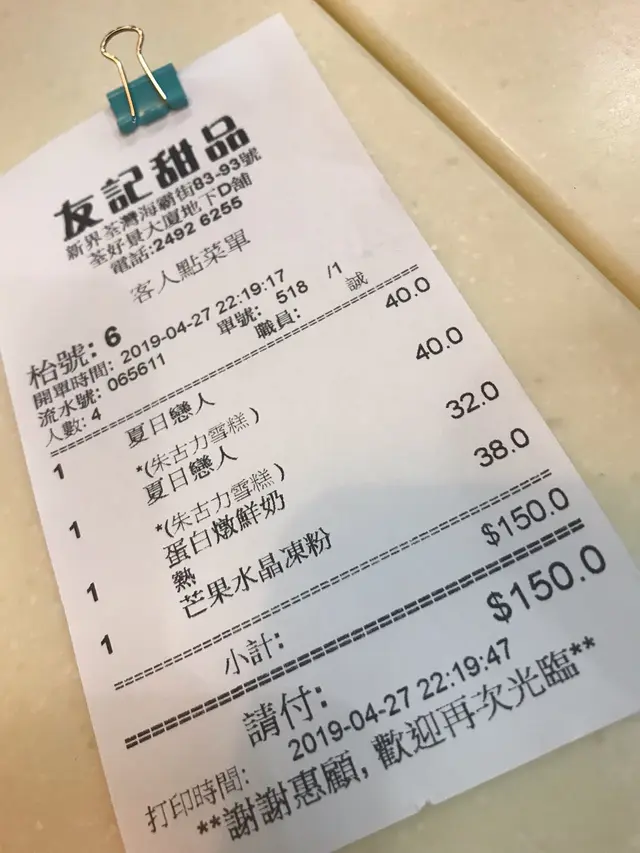 友記甜品
新界荃灣海霸街83-93號
荃好景大廈地下D舖
電話:2492 6255
客人點菜單
枱號: 6
開單時間: 2019-04-27 22:19:17
流水號: 065611 單號: 518 /1
人數: 4 職員: 誠
1 夏日戀人 40.0
*(朱古力雪糕)
1 夏日戀人 40.0
*(朱古力雪糕)
1 蛋白燉鮮奶 32.0
熱
1 芒果水晶凍粉 38.0
小計: $150.0
請付: $150.0
打印時間: 2019-04-27 22:19:47
**謝謝惠顧, 歡迎再次光臨**